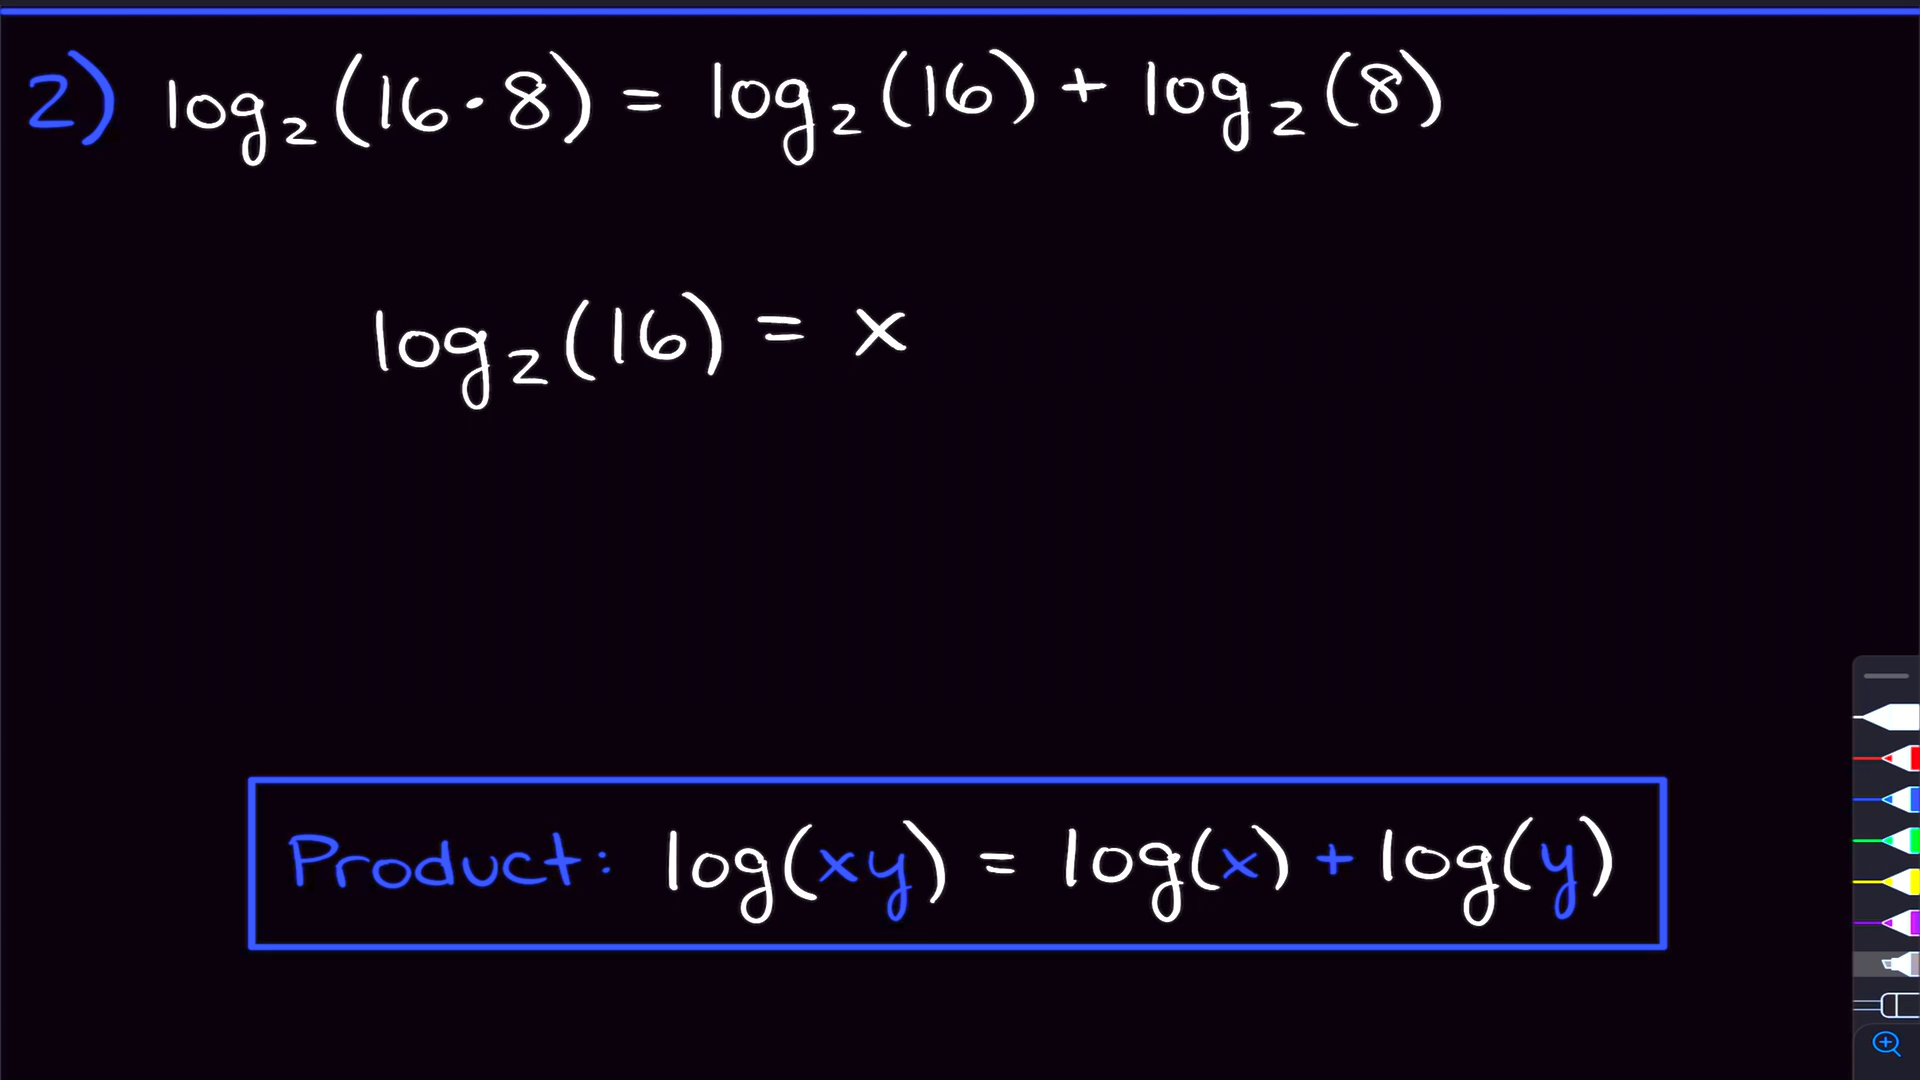 2) log₂(16·8) = log₂(16) + log₂(8)
log₂(16) = x
Product: log(xy) = log(x) + log(y)